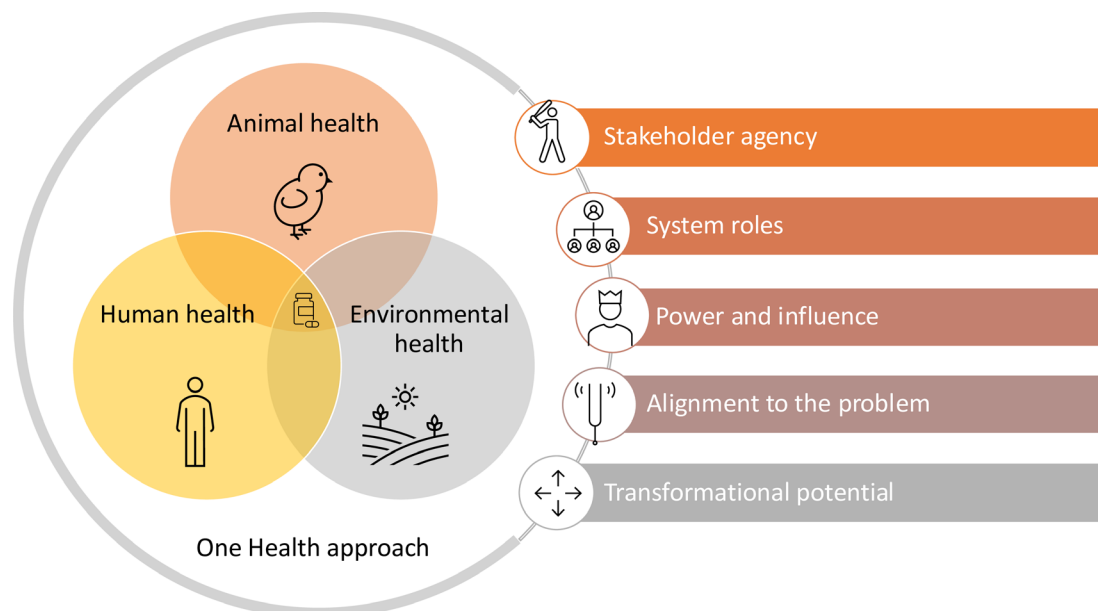 Animal health
Human health
Environmental
health
One Health approach
Stakeholder agency
System roles
Power and influence
Alignment to the problem
Transformational potential